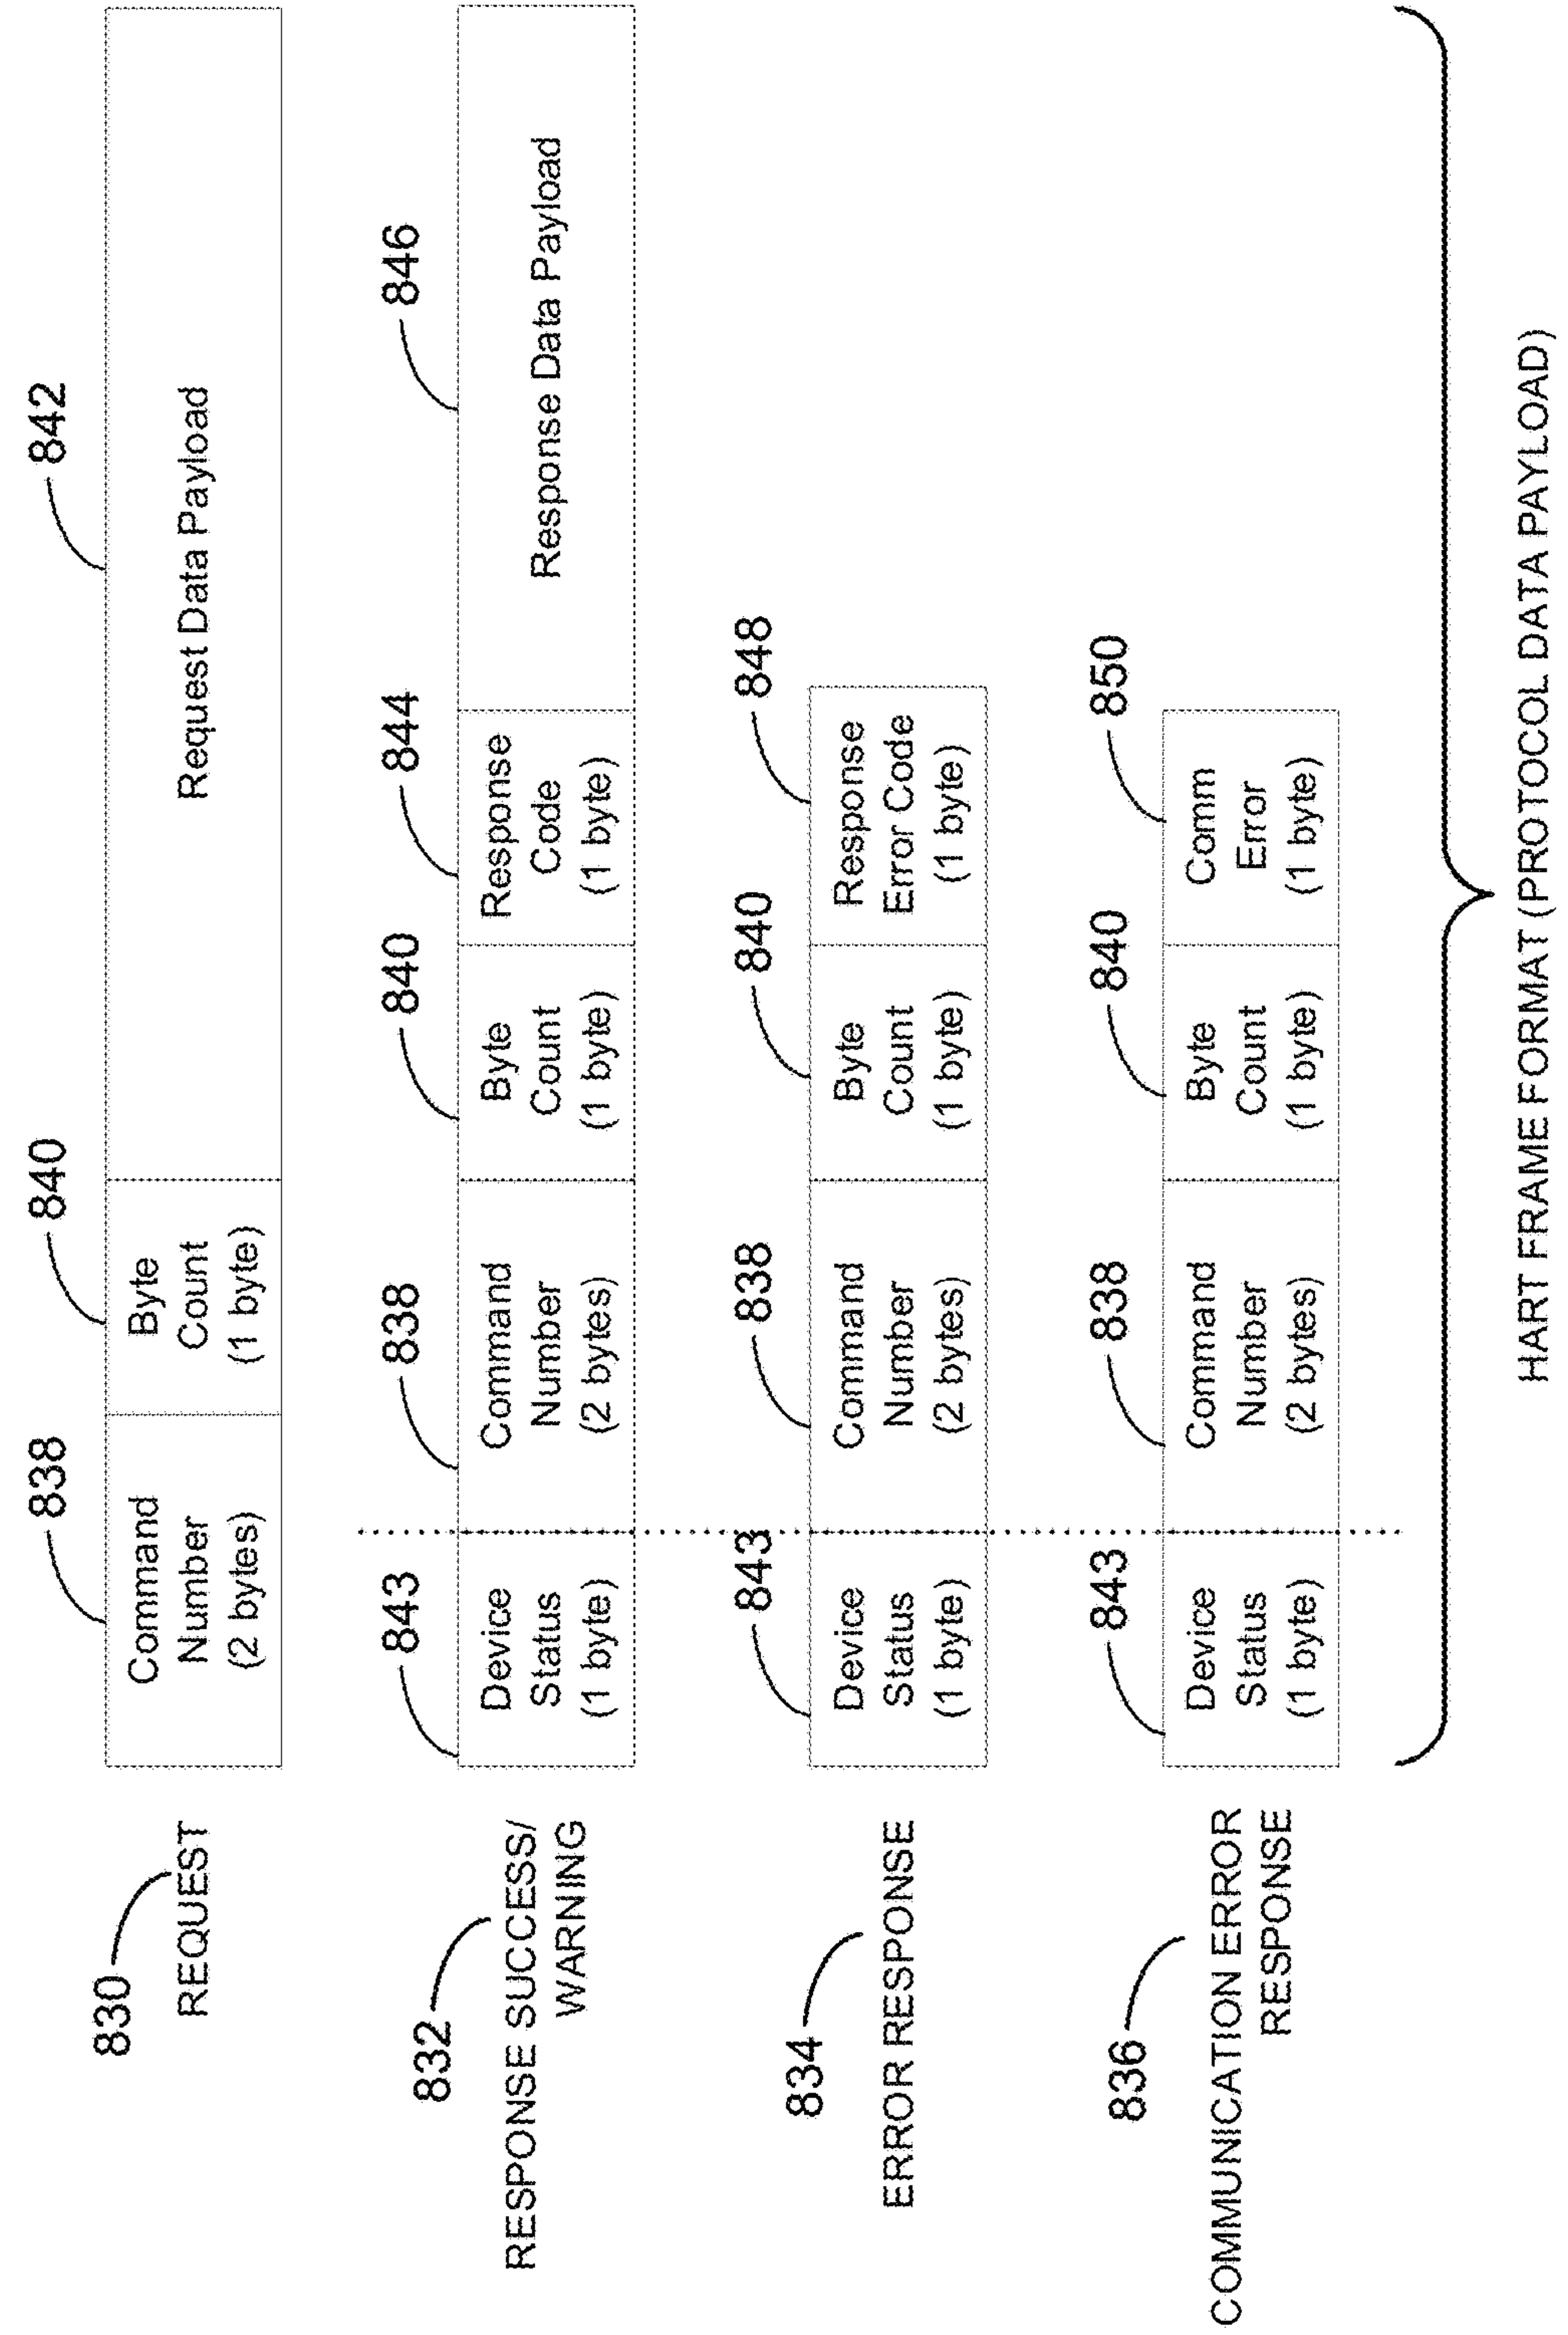 830
REQUEST
838
Command
Number
(2 bytes)
840
Byte
Count
(1 byte)
842
Request Data Payload
832
RESPONSE SUCCESS/
WARNING
843
Device
Status
(1 byte)
838
Command
Number
(2 bytes)
840
Byte
Count
(1 byte)
844
Response
Code
(1 byte)
846
Response Data Payload
834
ERROR RESPONSE
843
Device
Status
(1 byte)
838
Command
Number
(2 bytes)
840
Byte
Count
(1 byte)
848
Response
Error Code
(1 byte)
836
COMMUNICATION ERROR
RESPONSE
843
Device
Status
(1 byte)
838
Command
Number
(2 bytes)
840
Byte
Count
(1 byte)
850
Comm
Error
(1 byte)
HART FRAME FORMAT (PROTOCOL DATA PAYLOAD)